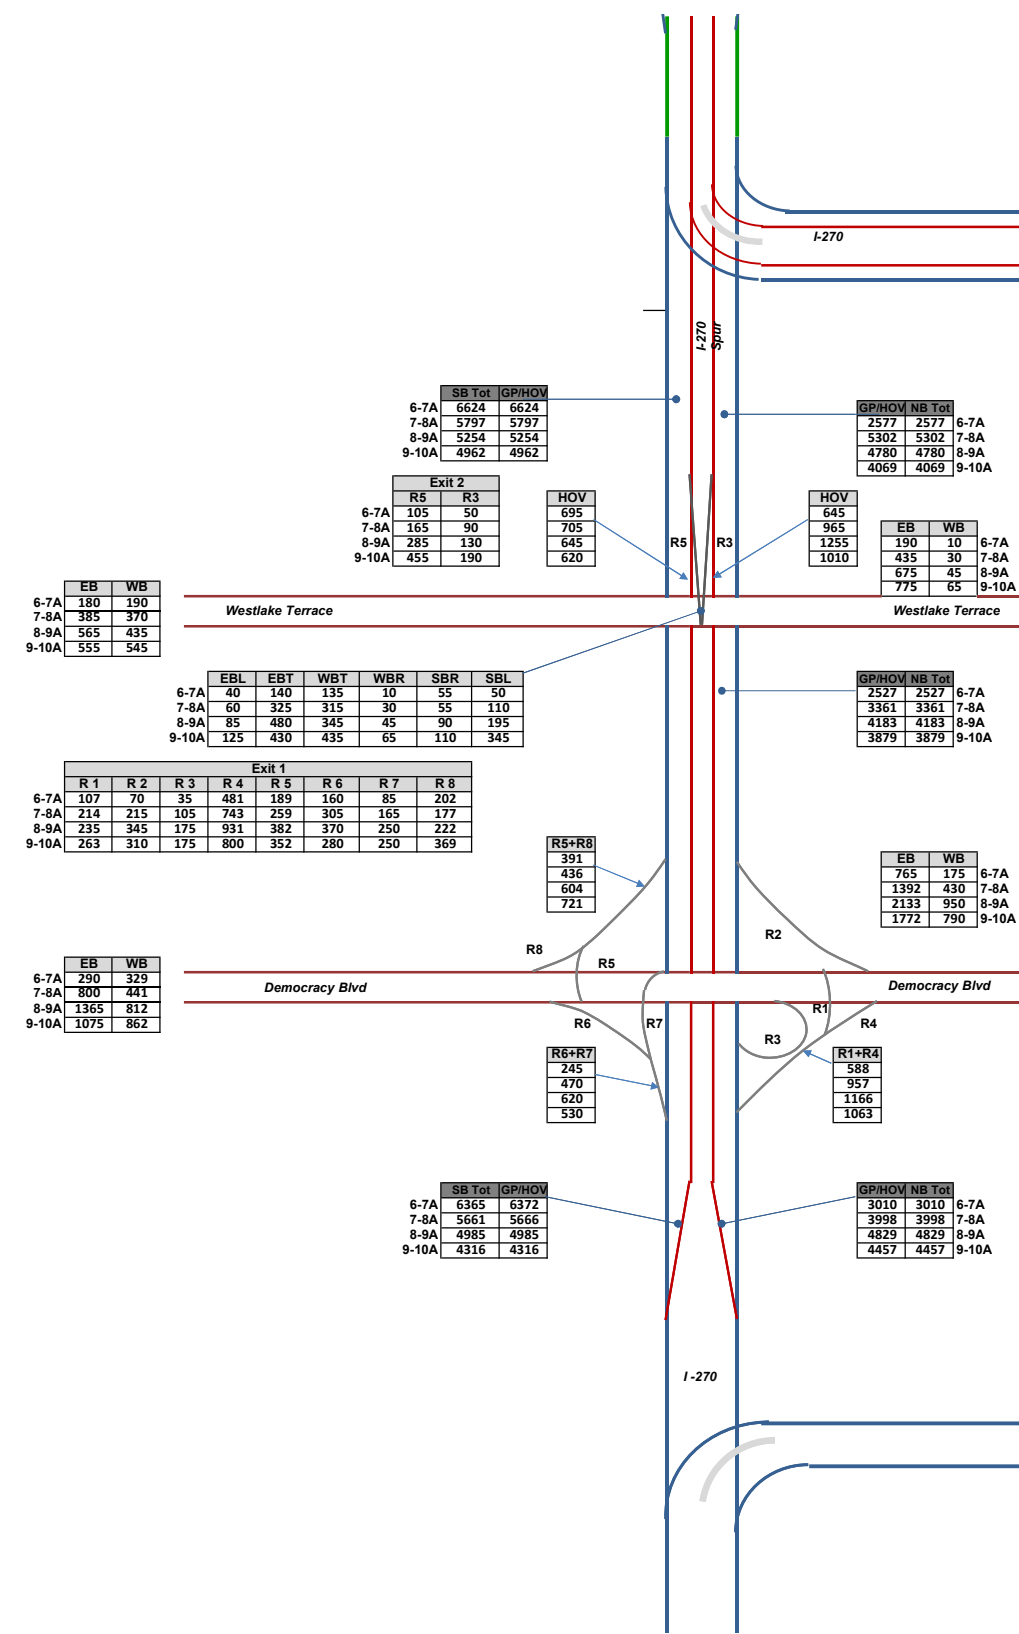 I-270
I-270
Spur
SB Tot GP/HOV
6-7A 6624 6624
7-8A 5797 5797
8-9A 5254 5254
9-10A 4962 4962
GP/HOV NB Tot
2577 2577 6-7A
5302 5302 7-8A
4780 4780 8-9A
4069 4069 9-10A
Exit 2
R5 R3
6-7A 105 50
7-8A 165 90
8-9A 285 130
9-10A 455 190
HOV
695
705
645
620
R5 R3
HOV
645
965
1255
1010
EB WB
190 10 6-7A
435 30 7-8A
675 45 8-9A
775 65 9-10A
EB WB
6-7A 180 190
7-8A 385 370
8-9A 565 435
9-10A 555 545
Westlake Terrace
Westlake Terrace
EBL EBT WBT WBR SBR SBL
6-7A 40 140 135 10 55 50
7-8A 60 325 315 30 55 110
8-9A 85 480 345 45 90 195
9-10A 125 430 435 65 110 345
GP/HOV NB Tot
2527 2527 6-7A
3361 3361 7-8A
4183 4183 8-9A
3879 3879 9-10A
Exit 1
R 1 R 2 R 3 R 4 R 5 R 6 R 7 R 8
6-7A 107 70 35 481 189 160 85 202
7-8A 214 215 105 743 259 305 165 177
8-9A 235 345 175 931 382 370 250 222
9-10A 263 310 175 800 352 280 250 369
R5+R8
391
436
604
721
EB WB
765 175 6-7A
1392 430 7-8A
2133 950 8-9A
1772 790 9-10A
R2
R8
R5
EB WB
6-7A 290 329
7-8A 800 441
8-9A 1365 812
9-10A 1075 862
Democracy Blvd
Democracy Blvd
R6
R7
R1
R4
R3
R6+R7
245
470
620
530
R1+R4
588
957
1166
1063
SB Tot GP/HOV
6-7A 6365 6372
7-8A 5661 5666
8-9A 4985 4985
9-10A 4316 4316
GP/HOV NB Tot
3010 3010 6-7A
3998 3998 7-8A
4829 4829 8-9A
4457 4457 9-10A
I -270